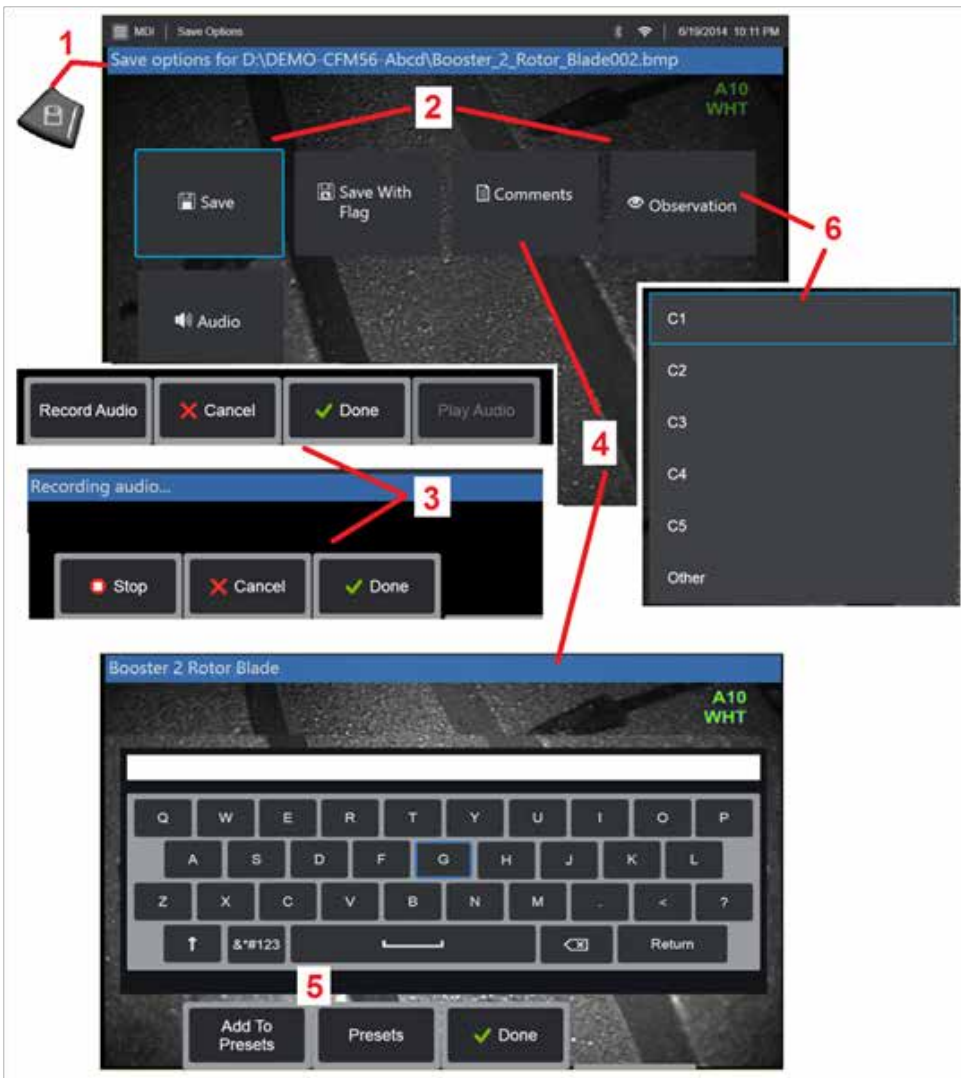 1
MDI | Save Options 6/19/2014 10:11 PM
Save options for D:\DEMO-CFM56-Abcd\Booster_2_Rotor_Blade002.bmp
A10
WHT
2
Save
Save With
Flag
Comments
Observation
6
Audio
C1
C2
C3
C4
C5
Other
Record Audio
Cancel
Done
Play Audio
4
Recording audio...
3
Stop
Cancel
Done
Booster 2 Rotor Blade
A10
WHT
Q W E R T Y U I O P
A S D F G H J K L
Z X C V B N M . < ?
&*#123
Return
5
Add To
Presets
Presets
Done